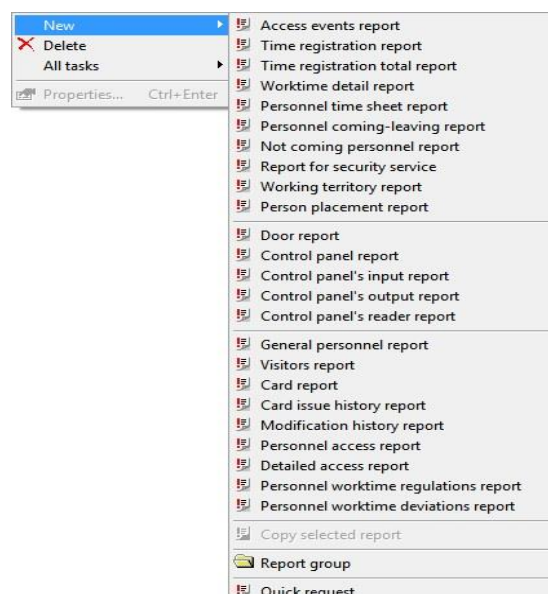 New
Delete
All tasks
Properties... Ctrl+Enter
Access events report
Time registration report
Time registration total report
Worktime detail report
Personnel time sheet report
Personnel coming-leaving report
Not coming personnel report
Report for security service
Working territory report
Person placement report
Door report
Control panel report
Control panel's input report
Control panel's output report
Control panel's reader report
General personnel report
Visitors report
Card report
Card issue history report
Modification history report
Personnel access report
Detailed access report
Personnel worktime regulations report
Personnel worktime deviations report
Copy selected report
Report group
Quick request